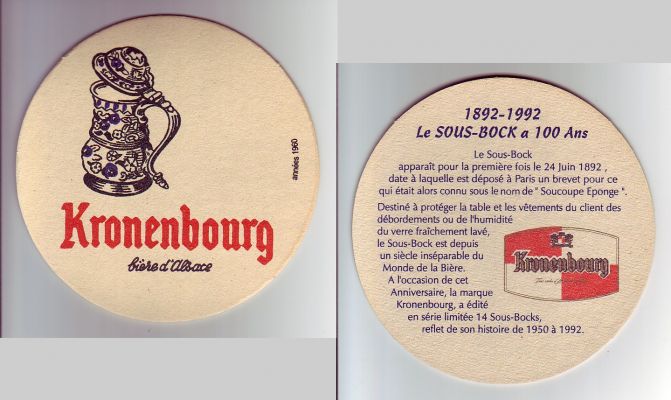 années 1960
Kronenbourg
bière d'Alsace
1892-1992
Le SOUS-BOCK a 100 Ans
Le Sous-Bock
apparaît pour la première fois le 24 Juin 1892 ,
date à laquelle est déposé à Paris un brevet pour ce
qui était alors connu sous le nom de " Soucoupe Eponge ".
Destiné à protéger la table et les vêtements du client des
débordements ou de l'humidité
du verre fraîchement lavé,
le Sous-Bock est depuis
un siècle inséparable du
Monde de la Bière.
A l'occasion de cet
Anniversaire, la marque
Kronenbourg, a édité
en série limitée 14 Sous-Bocks,
reflet de son histoire de 1950 à 1992.
Kronenbourg